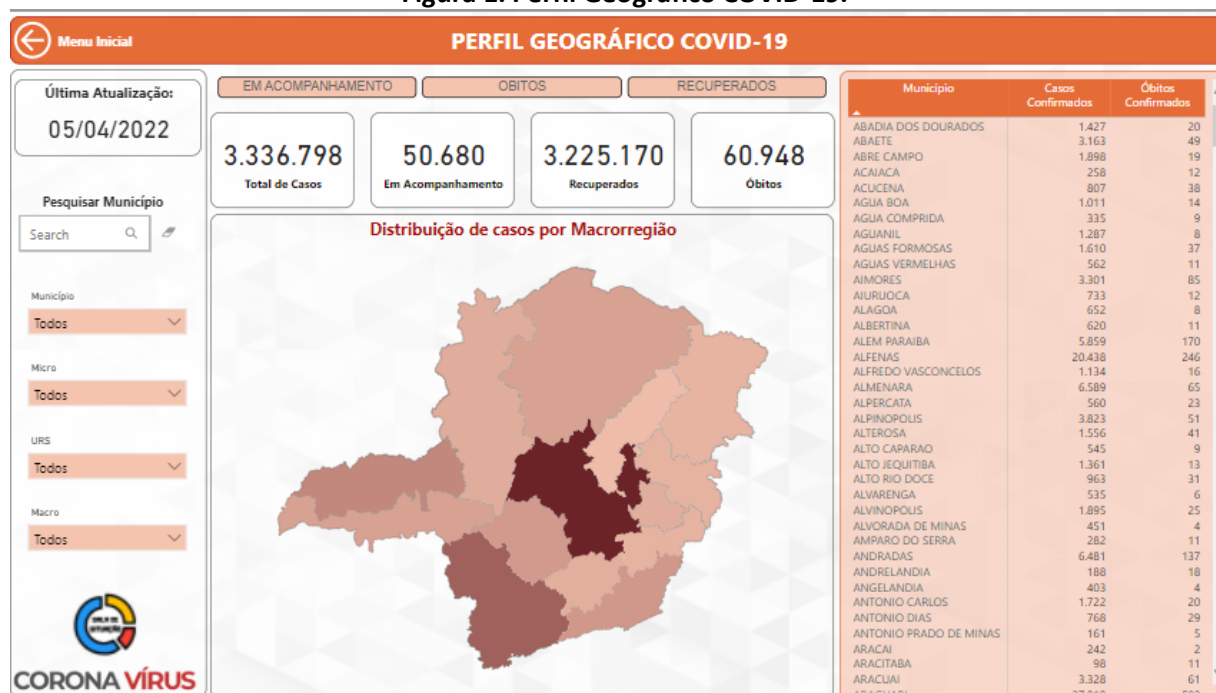 Figura 1. Perfil Geográfico COVID-19.
Menu Inicial
PERFIL GEOGRÁFICO COVID-19
Última Atualização:
05/04/2022
Pesquisar Município
Search
Município
Todos
Micro
Todos
URS
Todos
Macro
Todos
SALA DE
SITUAÇÃO
CORONA VÍRUS
EM ACOMPANHAMENTO
OBITOS
RECUPERADOS
3.336.798
Total de Casos
50.680
Em Acompanhamento
3.225.170
Recuperados
60.948
Óbitos
Distribuição de casos por Macrorregião
Município Casos Confirmados Óbitos Confirmados
ABADIA DOS DOURADOS 1.427 20
ABAETE 3.163 49
ABRE CAMPO 1.898 19
ACAIACA 258 12
ACUCENA 807 38
AGUA BOA 1.011 14
AGUA COMPRIDA 335 9
AGUANIL 1.287 8
AGUAS FORMOSAS 1.610 37
AGUAS VERMELHAS 562 11
AIMORES 3.301 85
AIURUOCA 733 12
ALAGOA 652 8
ALBERTINA 620 11
ALEM PARAIBA 5.859 170
ALFENAS 20.438 246
ALFREDO VASCONCELOS 1.134 16
ALMENARA 6.589 65
ALPERCATA 560 23
ALPINOPOLIS 3.823 51
ALTEROSA 1.556 41
ALTO CAPARAO 545 9
ALTO JEQUITIBA 1.361 13
ALTO RIO DOCE 963 31
ALVARENGA 535 6
ALVINOPOLIS 1.895 25
ALVORADA DE MINAS 451 4
AMPARO DO SERRA 282 11
ANDRADAS 6.481 137
ANDRELANDIA 188 18
ANGELANDIA 403 4
ANTONIO CARLOS 1.722 20
ANTONIO DIAS 768 29
ANTONIO PRADO DE MINAS 161 5
ARACAI 242 2
ARACITABA 98 11
ARACUAI 3.328 61